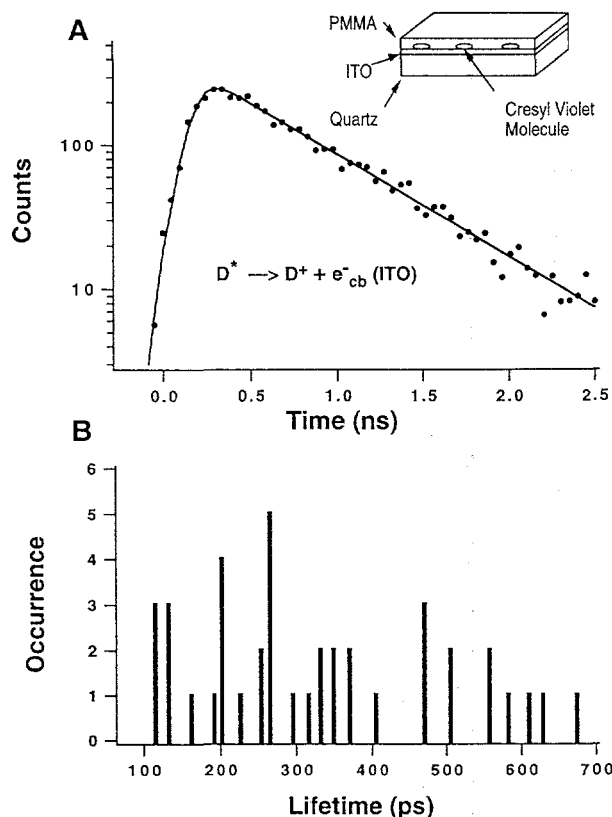 A
PMMA
ITO
Quartz
Cresyl Violet
Molecule
Counts
100
10
D* —> D+ + e-cb (ITO)
0.0 0.5 1.0 1.5 2.0 2.5
Time (ns)
B
Occurrence
6
5
4
3
2
1
0
100 200 300 400 500 600 700
Lifetime (ps)